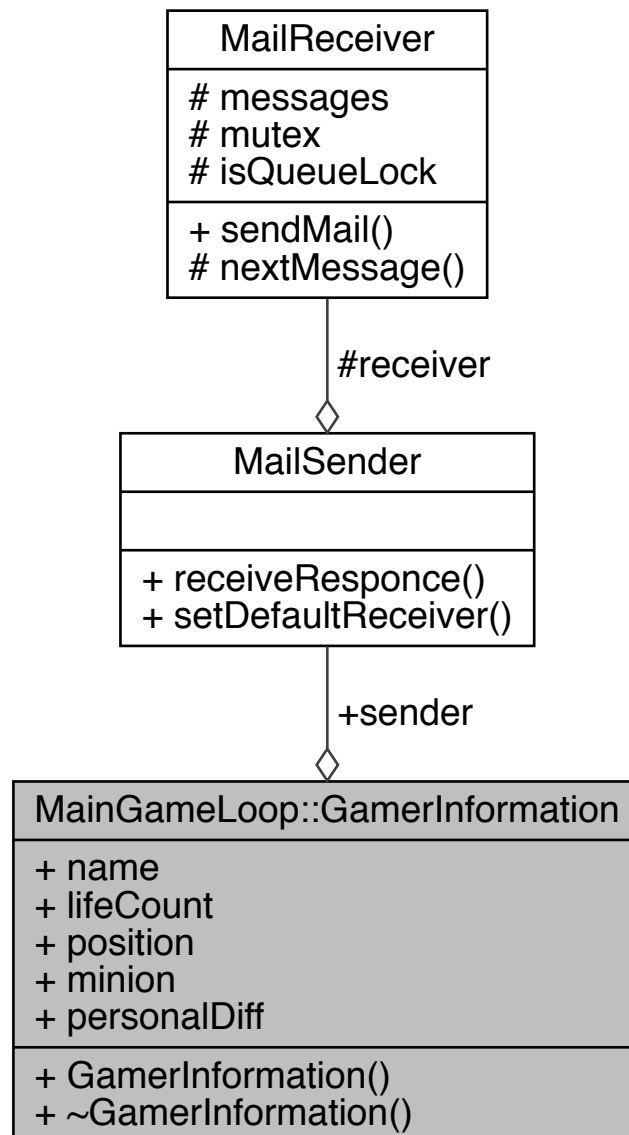 MailReceiver
# messages
# mutex
# isQueueLock
+ sendMail()
# nextMessage()
#receiver
MailSender
+ receiveResponce()
+ setDefaultReceiver()
+sender
MainGameLoop::GamerInformation
+ name
+ lifeCount
+ position
+ minion
+ personalDiff
+ GamerInformation()
+ ~GamerInformation()